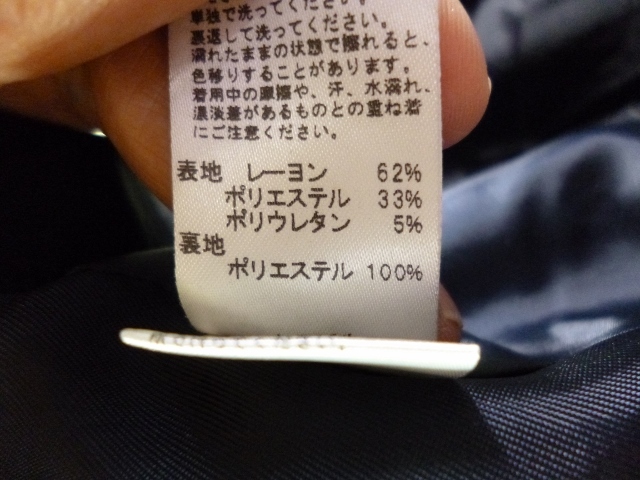 単独で洗ってください。
裏返して洗ってください。
濡れたままの状態で擦れると、
色移りすることがあります。
着用中の摩擦や、汗、水濡れ、
濃淡差があるものとの重ね着
にご注意ください。
表地 レーヨン 62%
ポリエステル 33%
ポリウレタン 5%
裏地
ポリエステル 100%